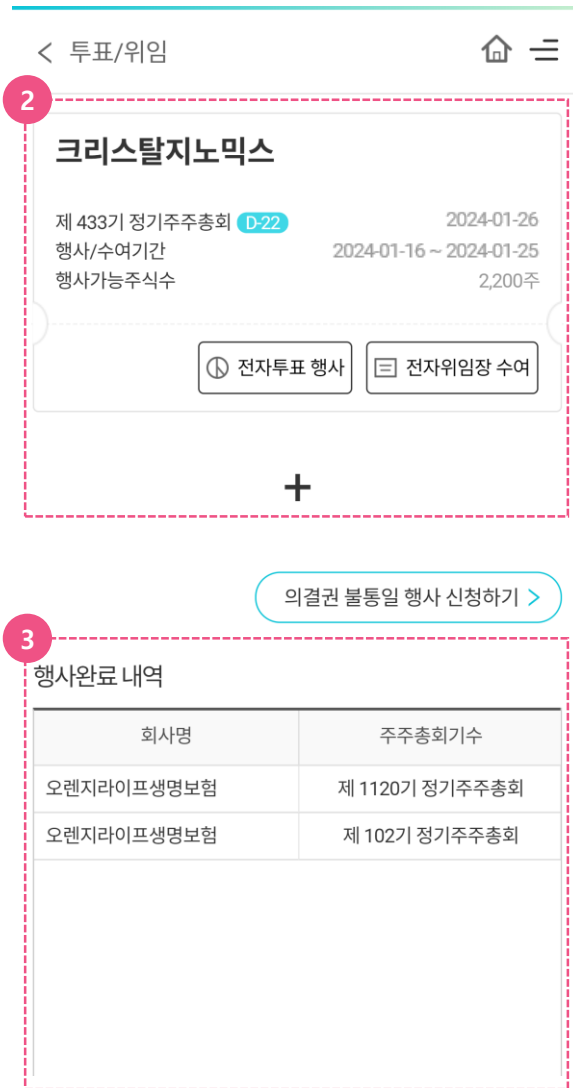 < 투표/위임
2
크리스탈지노믹스
제 433기 정기주주총회 D-22 2024-01-26
행사/수여기간 2024-01-16 ~ 2024-01-25
행사가능주식수 2,200주
전자투표 행사 전자위임장 수여
+
의결권 불통일 행사 신청하기 >
3
행사완료 내역
회사명 주주총회기수
오렌지라이프생명보험 제 1120기 정기주주총회
오렌지라이프생명보험 제 102기 정기주주총회